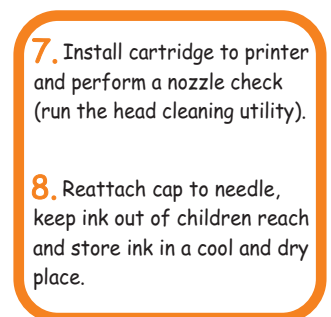 7. Install cartridge to printer
and perform a nozzle check
(run the head cleaning utility).
8. Reattach cap to needle,
keep ink out of children reach
and store ink in a cool and dry
place.